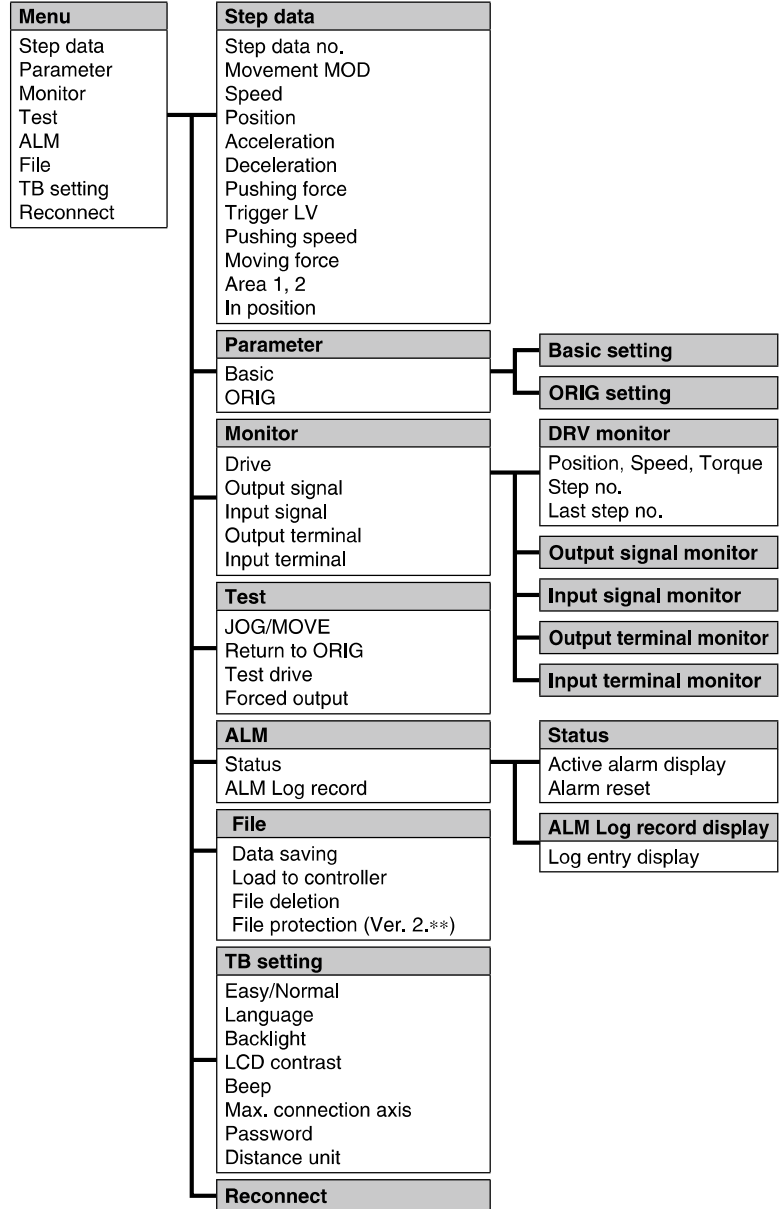 Menu
Step data
Parameter
Monitor
Test
ALM
File
TB setting
Reconnect
Step data
Step data no.
Movement MOD
Speed
Position
Acceleration
Deceleration
Pushing force
Trigger LV
Pushing speed
Moving force
Area 1, 2
In position
Parameter
Basic
ORIG
Basic setting
ORIG setting
Monitor
Drive
Output signal
Input signal
Output terminal
Input terminal
DRV monitor
Position, Speed, Torque
Step no.
Last step no.
Output signal monitor
Input signal monitor
Output terminal monitor
Input terminal monitor
Test
JOG/MOVE
Return to ORIG
Test drive
Forced output
ALM
Status
ALM Log record
Status
Active alarm display
Alarm reset
ALM Log record display
Log entry display
File
Data saving
Load to controller
File deletion
File protection (Ver. 2.**)
TB setting
Easy/Normal
Language
Backlight
LCD contrast
Beep
Max. connection axis
Password
Distance unit
Reconnect